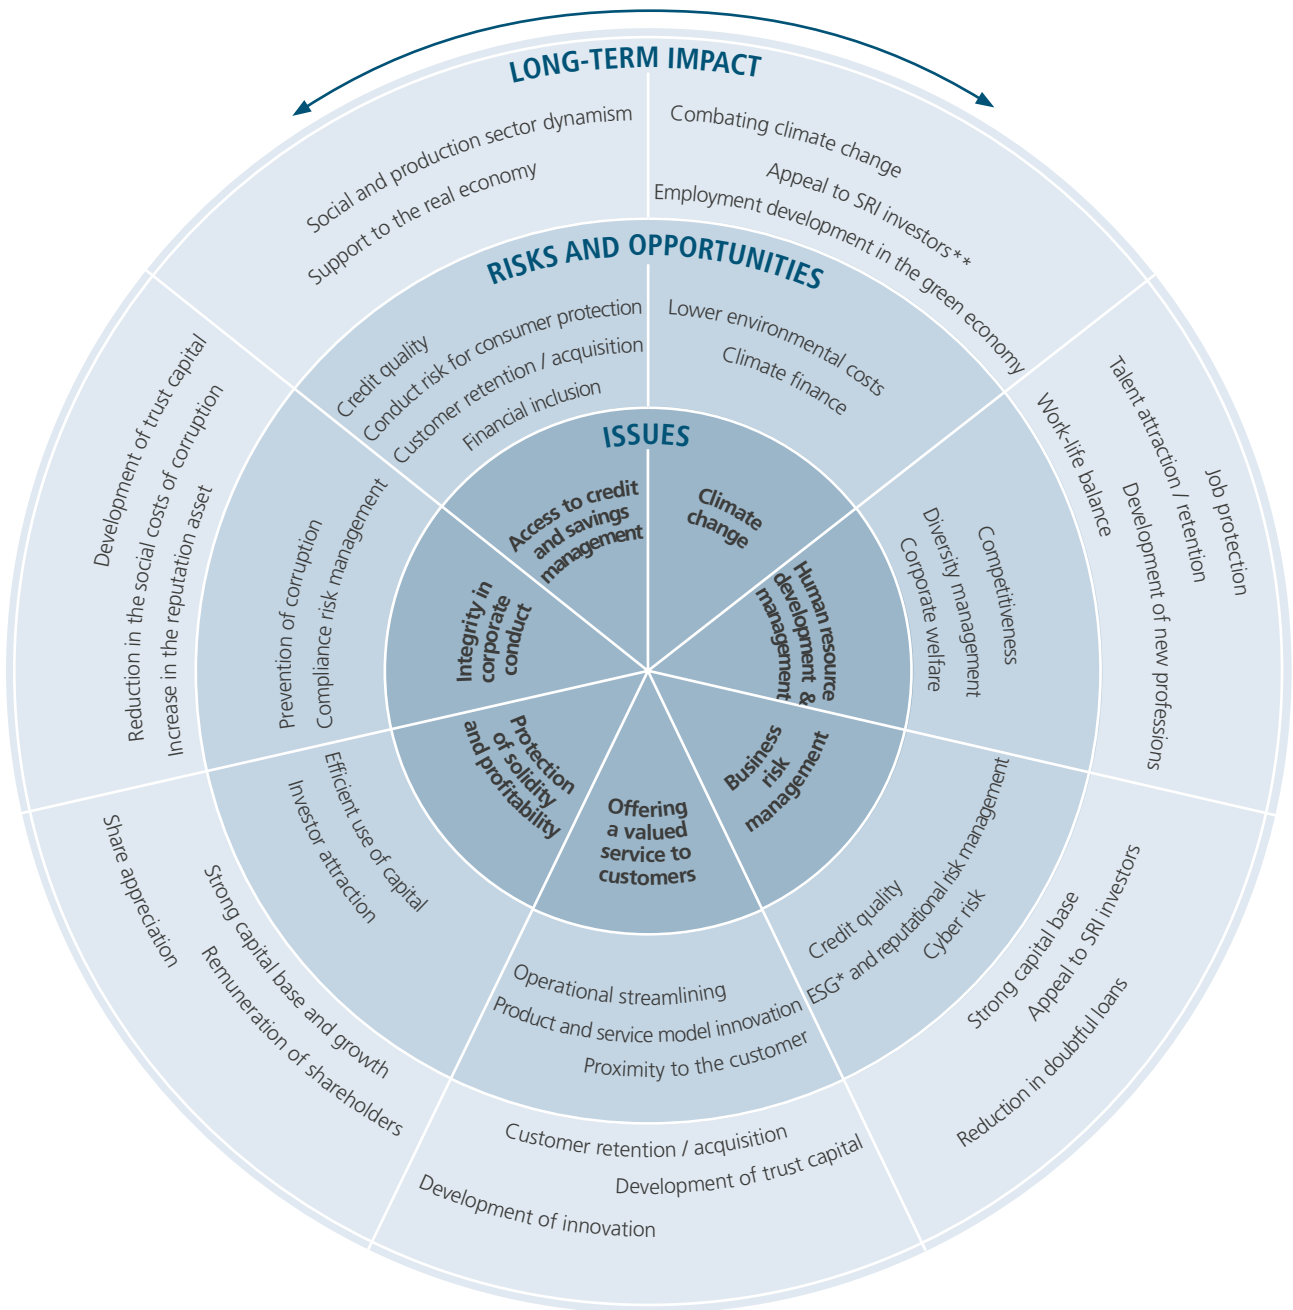 LONG-TERM IMPACT
Social and production sector dynamism
Support to the real economy
Combating climate change
Appeal to SRI investors**
Employment development in the green economy
RISKS AND OPPORTUNITIES
Credit quality
Conduct risk for consumer protection
Customer retention / acquisition
Financial inclusion
Lower environmental costs
Climate finance
ISSUES
Access to credit
and savings
management
Climate
change
Human resource
development &
management
Business
risk
management
Offering
a valued
service to
customers
Protection
of solidity
and profitability
Integrity in
corporate
conduct
Competitiveness
Diversity management
Corporate welfare
Job protection
Talent attraction / retention
Development of new professions
Work-life balance
Credit quality
ESG* and reputational risk management
Cyber risk
Strong capital base
Appeal to SRI investors
Reduction in doubtful loans
Operational streamlining
Product and service model innovation
Proximity to the customer
Customer retention / acquisition
Development of trust capital
Development of innovation
Efficient use of capital
Investor attraction
Strong capital base and growth
Remuneration of shareholders
Share appreciation
Prevention of corruption
Compliance risk management
Development of trust capital
Reduction in the social costs of corruption
Increase in the reputation asset